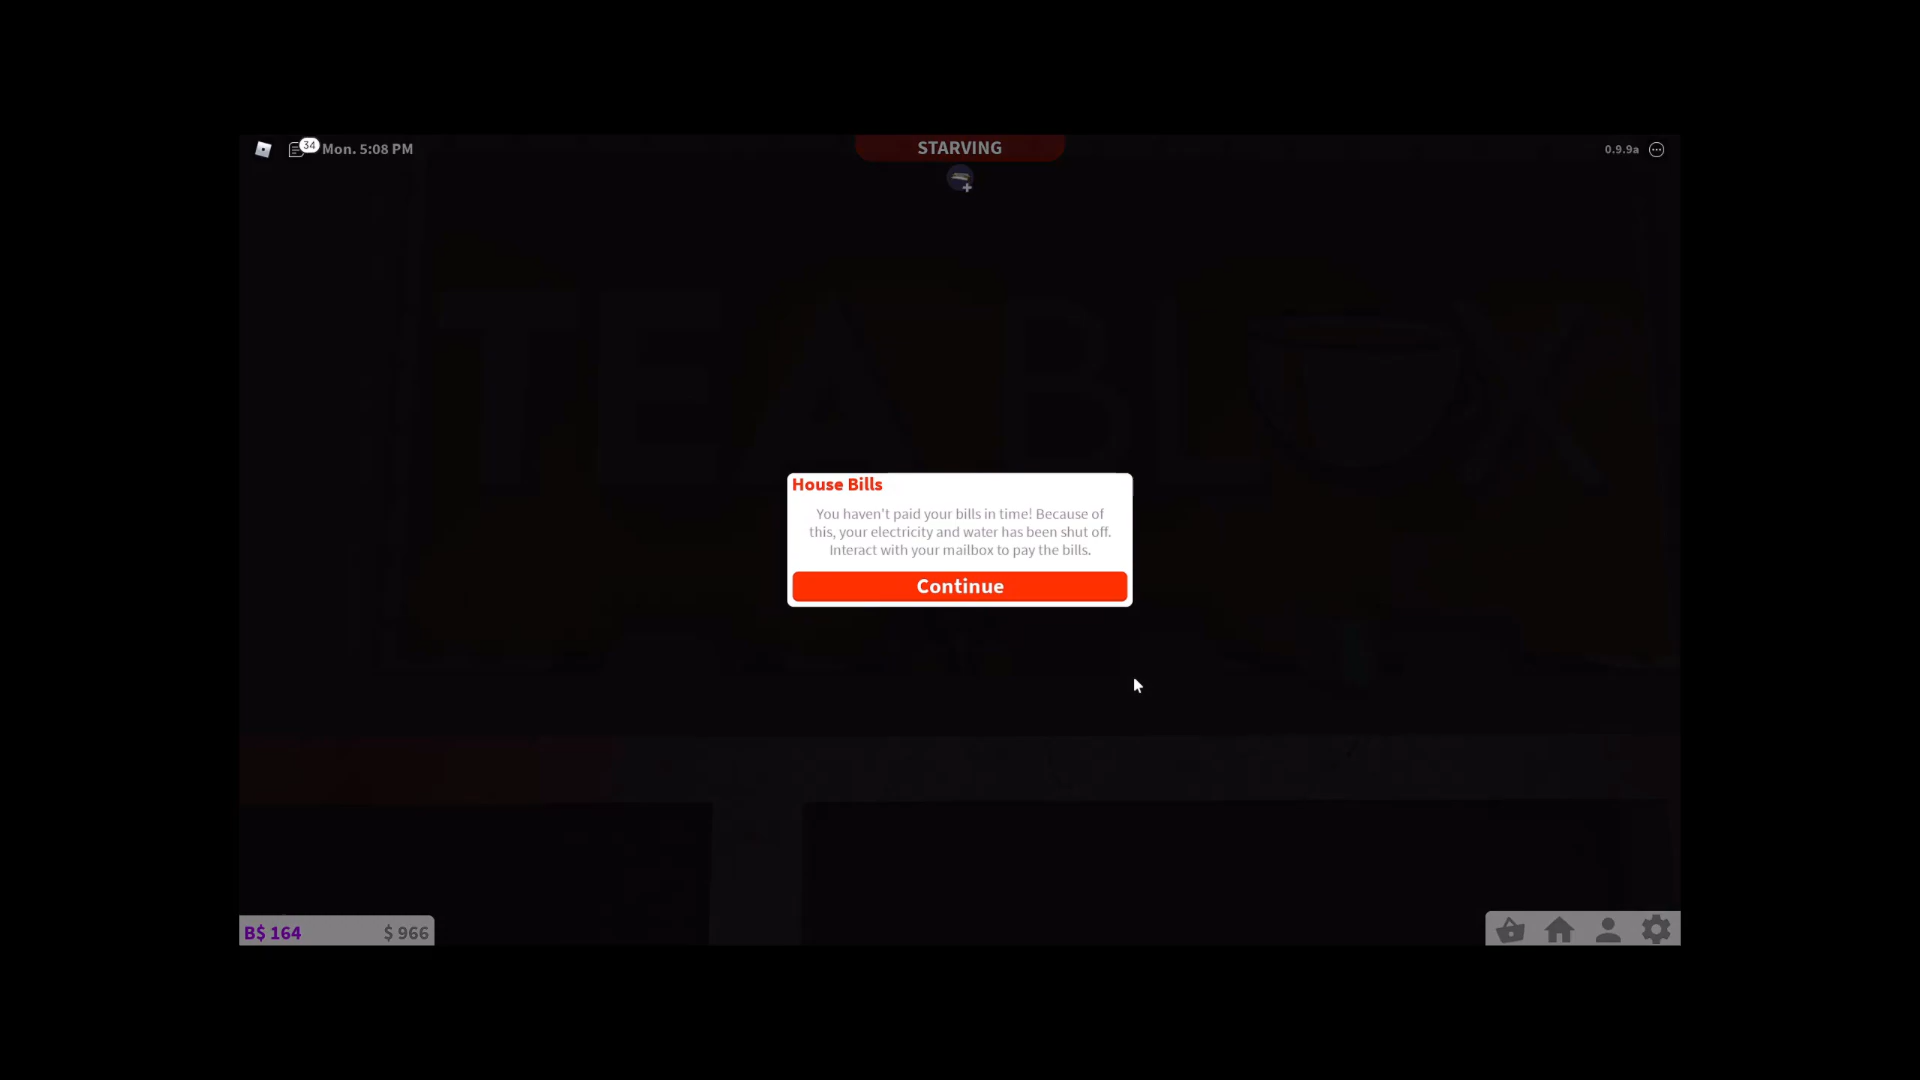 34 Mon. 5:08 PM
STARVING
0.9.9a
TEA BLOX
House Bills
You haven't paid your bills in time! Because of
this, your electricity and water has been shut off.
Interact with your mailbox to pay the bills.
Continue
B$ 164
$ 966